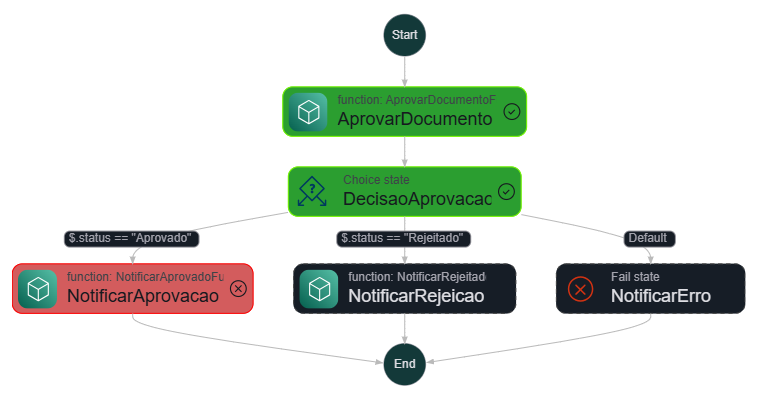 Start
function: AprovarDocumentoF
AprovarDocumento
?
Choice state
DecisaoAprovacao
$.status == "Aprovado"
$.status == "Rejeitado"
Default
function: NotificarAprovadoFu
NotificarAprovacao
function: NotificarRejeitado
NotificarRejeicao
Fail state
NotificarErro
End